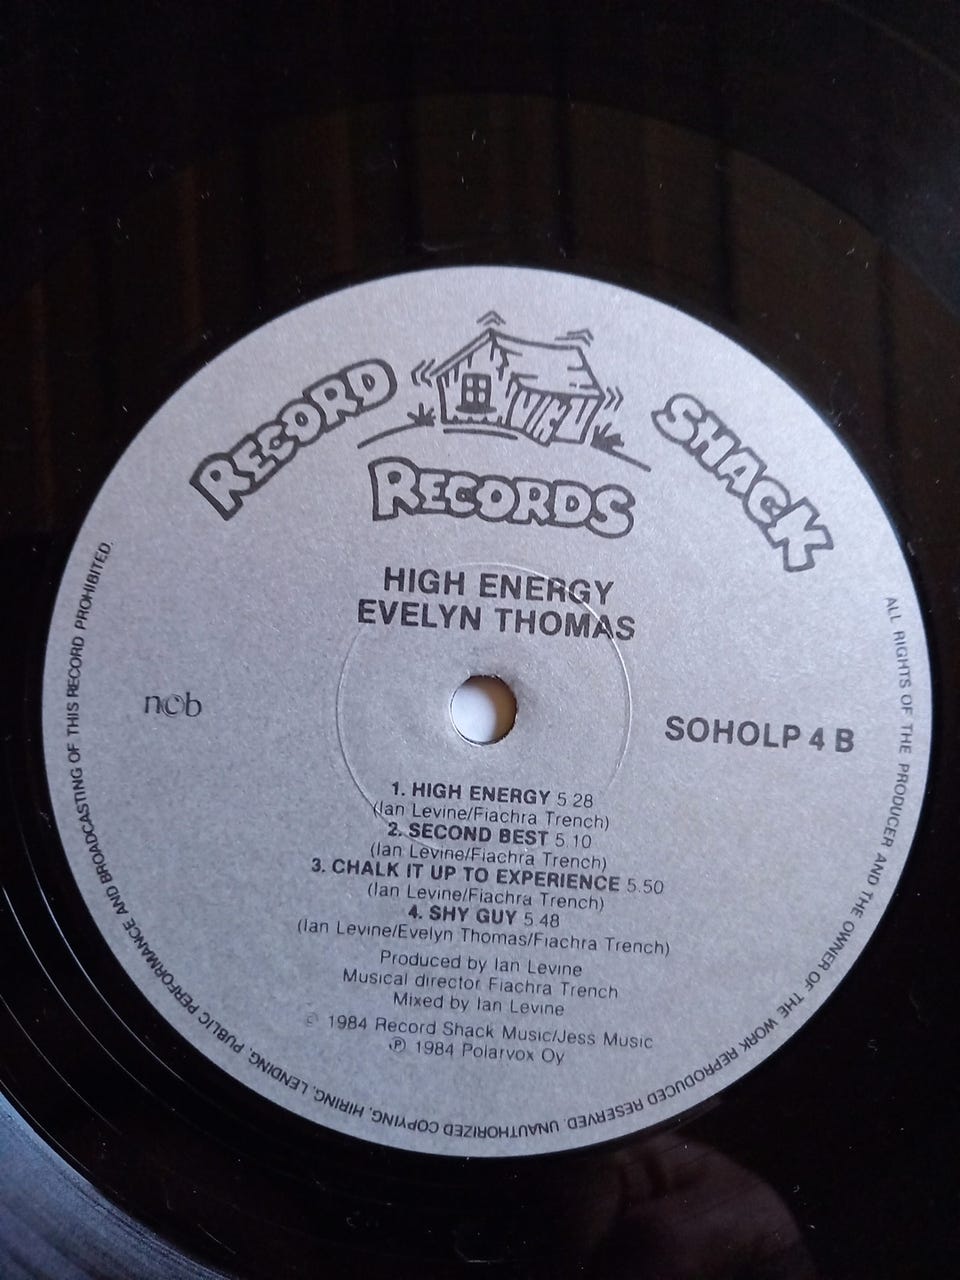 RECORD SHACK
RECORDS
HIGH ENERGY
EVELYN THOMAS
ncb
SOHOLP 4 B
1. HIGH ENERGY 5.28
(Ian Levine/Fiachra Trench)
2. SECOND BEST 5.10
(Ian Levine/Fiachra Trench)
3. CHALK IT UP TO EXPERIENCE 5.50
(Ian Levine/Fiachra Trench)
4. SHY GUY 5.48
(Ian Levine/Evelyn Thomas/Fiachra Trench)
Produced by Ian Levine
Musical director Fiachra Trench
Mixed by Ian Levine
© 1984 Record Shack Music/Jess Music
℗ 1984 Polarvox Oy
ALL RIGHTS OF THE PRODUCER AND THE OWNER OF THE WORK REPRODUCED RESERVED. UNAUTHORIZED COPYING, HIRING, LENDING, PUBLIC PERFORMANCE AND BROADCASTING OF THIS RECORD PROHIBITED.